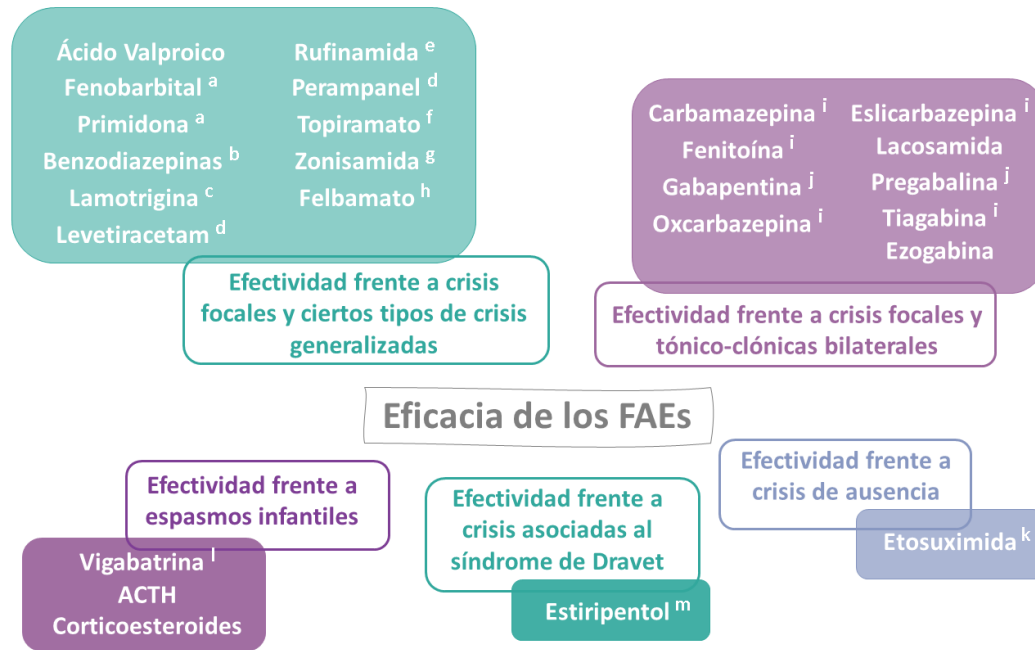 Ácido Valproico
Fenobarbital a
Primidona a
Benzodiazepinas b
Lamotrigina c
Levetiracetam d
Rufinamida e
Perampanel d
Topiramato f
Zonisamida g
Felbamato h
Efectividad frente a crisis
focales y ciertos tipos de crisis
generalizadas
Carbamazepina i
Fenitoína i
Gabapentina j
Oxcarbazepina i
Eslicarbazepina i
Lacosamida
Pregabalina j
Tiagabina i
Ezogabina
Efectividad frente a crisis focales y
tónico-clónicas bilaterales
Eficacia de los FAEs
Efectividad frente a
espasmos infantiles
Vigabatrina l
ACTH
Corticoesteroides
Efectividad frente a
crisis asociadas al
síndrome de Dravet
Estiripentol m
Efectividad frente a
crisis de ausencia
Etosuximida k